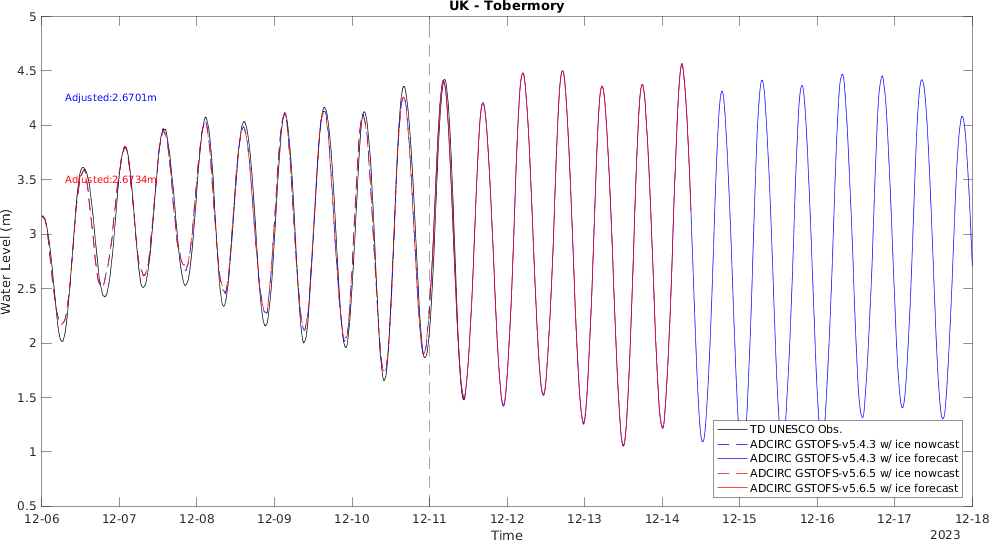 UK - Tobermory
5
4.5
4
3.5
3
2.5
2
1.5
1
0.5
Water Level (m)
Adjusted:2.6701m
Adjusted:2.6734m
TD UNESCO Obs.
ADCIRC GSTOFS-v5.4.3 w/ ice nowcast
ADCIRC GSTOFS-v5.4.3 w/ ice forecast
ADCIRC GSTOFS-v5.6.5 w/ ice nowcast
ADCIRC GSTOFS-v5.6.5 w/ ice forecast
12-06 12-07 12-08 12-09 12-10 12-11 12-12 12-13 12-14 12-15 12-16 12-17 12-18
Time
2023